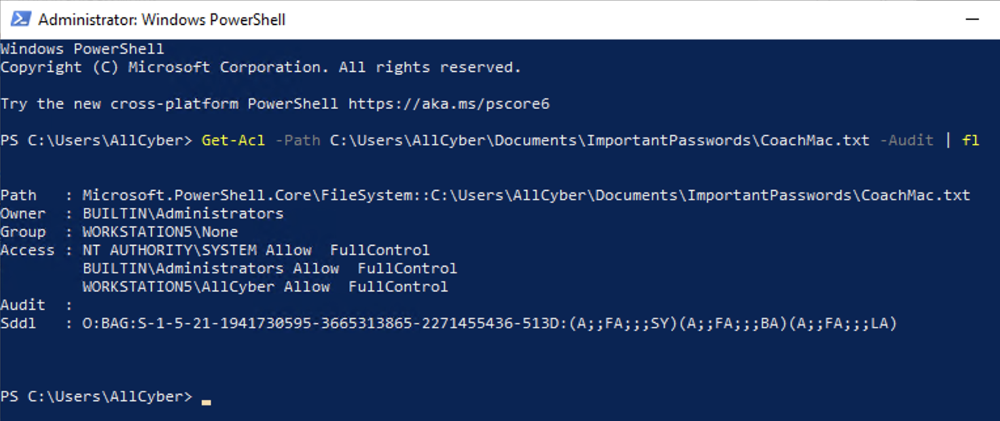 Administrator: Windows PowerShell
Windows PowerShell
Copyright (C) Microsoft Corporation. All rights reserved.
Try the new cross-platform PowerShell https://aka.ms/pscore6
PS C:\Users\AllCyber> Get-Acl -Path C:\Users\AllCyber\Documents\ImportantPasswords\CoachMac.txt -Audit | fl
Path   : Microsoft.PowerShell.Core\FileSystem::C:\Users\AllCyber\Documents\ImportantPasswords\CoachMac.txt
Owner  : BUILTIN\Administrators
Group  : WORKSTATION5\None
Access : NT AUTHORITY\SYSTEM Allow  FullControl
         BUILTIN\Administrators Allow  FullControl
         WORKSTATION5\AllCyber Allow  FullControl
Audit  :
Sddl   : O:BAG:S-1-5-21-1941730595-3665313865-2271455436-513D:(A;;FA;;;SY)(A;;FA;;;BA)(A;;FA;;;LA)
PS C:\Users\AllCyber>